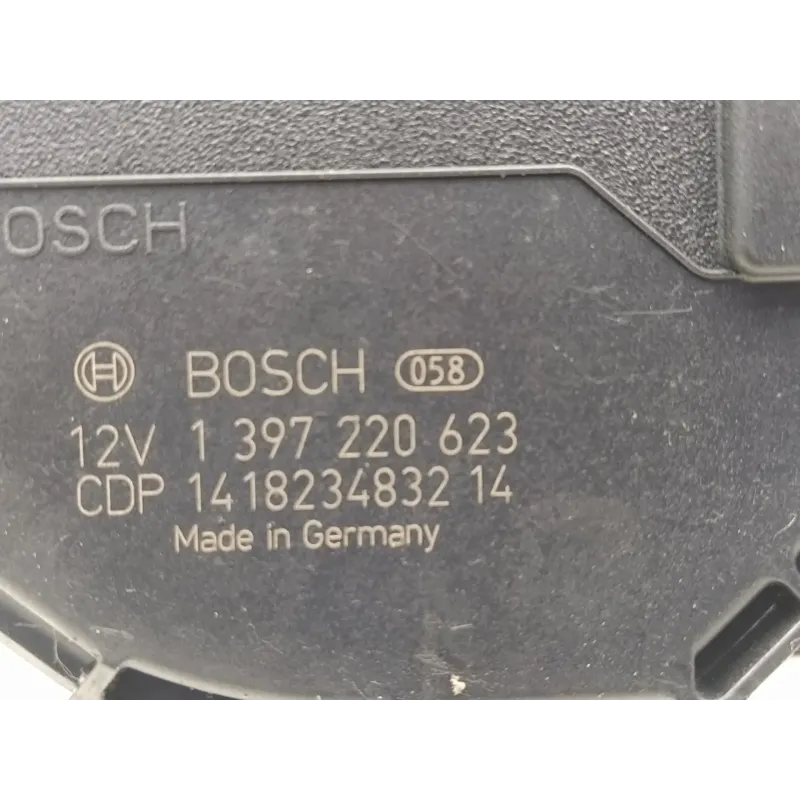 BOSCH
BOSCH 058
12V 1 397 220 623
CDP 1418234832 14
Made in Germany